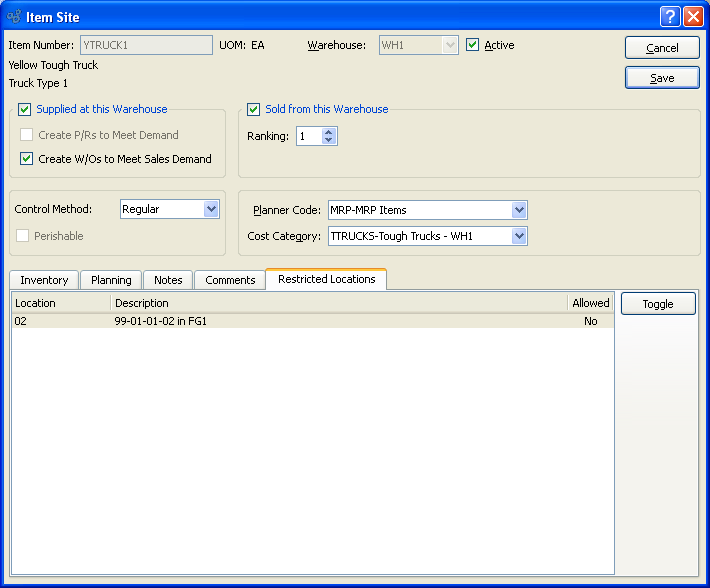 Item Site
Item Number: YTRUCK1 UOM: EA Warehouse: WH1 Active
Cancel
Yellow Tough Truck
Truck Type 1
Save
Supplied at this Warehouse
Create P/Rs to Meet Demand
Create W/Os to Meet Sales Demand
Sold from this Warehouse
Ranking: 1
Control Method: Regular
Perishable
Planner Code: MRP-MRP Items
Cost Category: TTRUCKS-Tough Trucks - WH1
Inventory Planning Notes Comments Restricted Locations
Location Description Allowed
02 99-01-01-02 in FG1 No
Toggle